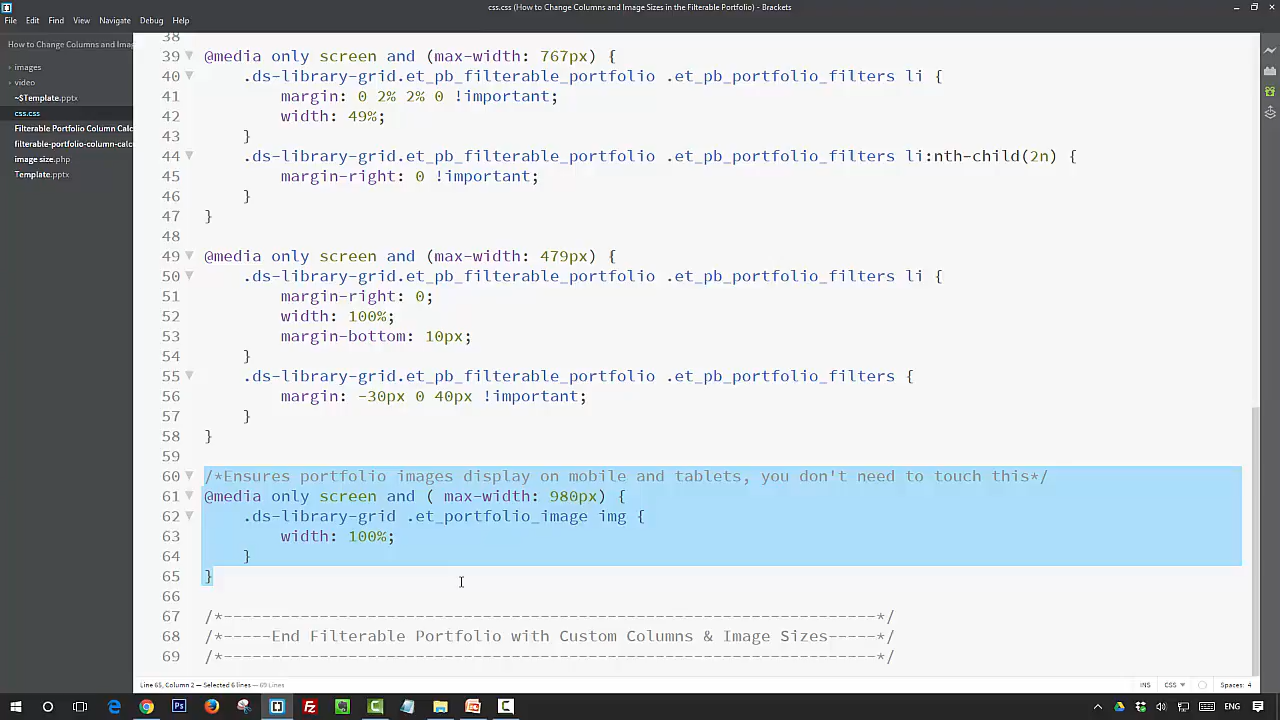 css.css (How to Change Columns and Image Sizes in the Filterable Portfolio) - Brackets
File Edit Find View Navigate Debug Help
How to Change Columns and Imag
images
video
~$Template.pptx
css.css
Filterable Portfolio Column Calc
filterable-portfolio-column-calc
image size.php
Template.pptx
38
39 @media only screen and (max-width: 767px) {
40 .ds-library-grid.et_pb_filterable_portfolio .et_pb_portfolio_filters li {
41 margin: 0 2% 2% 0 !important;
42 width: 49%;
43 }
44 .ds-library-grid.et_pb_filterable_portfolio .et_pb_portfolio_filters li:nth-child(2n) {
45 margin-right: 0 !important;
46 }
47 }
48
49 @media only screen and (max-width: 479px) {
50 .ds-library-grid.et_pb_filterable_portfolio .et_pb_portfolio_filters li {
51 margin-right: 0;
52 width: 100%;
53 margin-bottom: 10px;
54 }
55 .ds-library-grid.et_pb_filterable_portfolio .et_pb_portfolio_filters {
56 margin: -30px 0 40px !important;
57 }
58 }
59
60 /*Ensures portfolio images display on mobile and tablets, you don't need to touch this*/
61 @media only screen and ( max-width: 980px) {
62 .ds-library-grid .et_portfolio_image img {
63 width: 100%;
64 }
65 }
66
67 /*--------------------------------------------------------------------*/
68 /*-----End Filterable Portfolio with Custom Columns & Image Sizes-----*/
69 /*--------------------------------------------------------------------*/
Line 65, Column 2 — Selected 6 lines — 69 Lines
INS CSS Spaces: 4
ENG